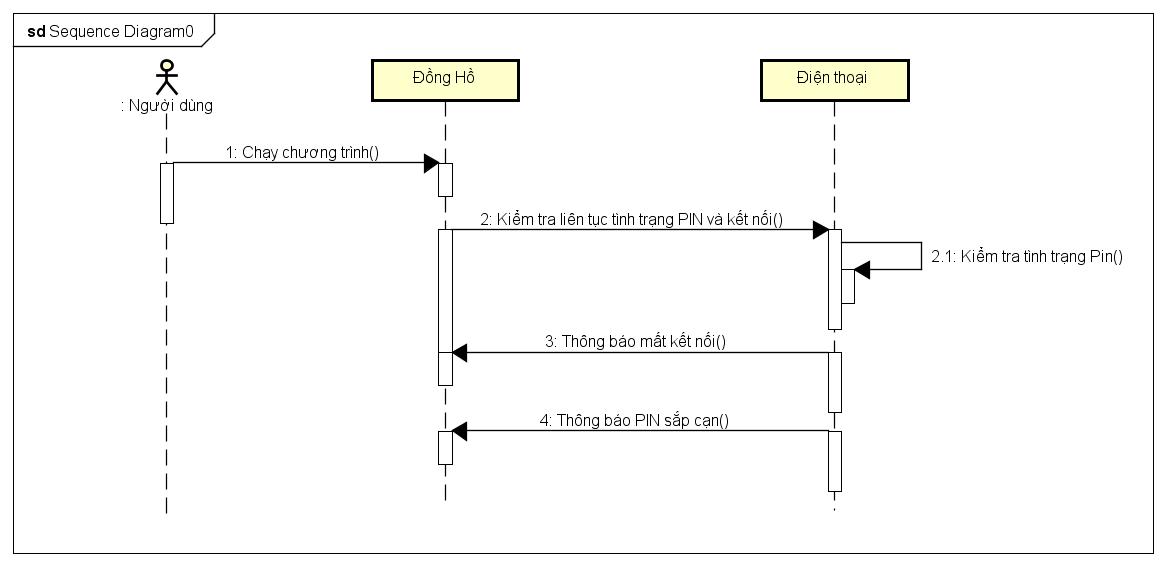 sd Sequence Diagram0
Đồng Hồ
Điện thoại
: Người dùng
1: Chạy chương trình()
2: Kiểm tra liên tục tình trạng PIN và kết nối()
2.1: Kiểm tra tình trạng Pin()
3: Thông báo mất kết nối()
4: Thông báo PIN sắp cạn()